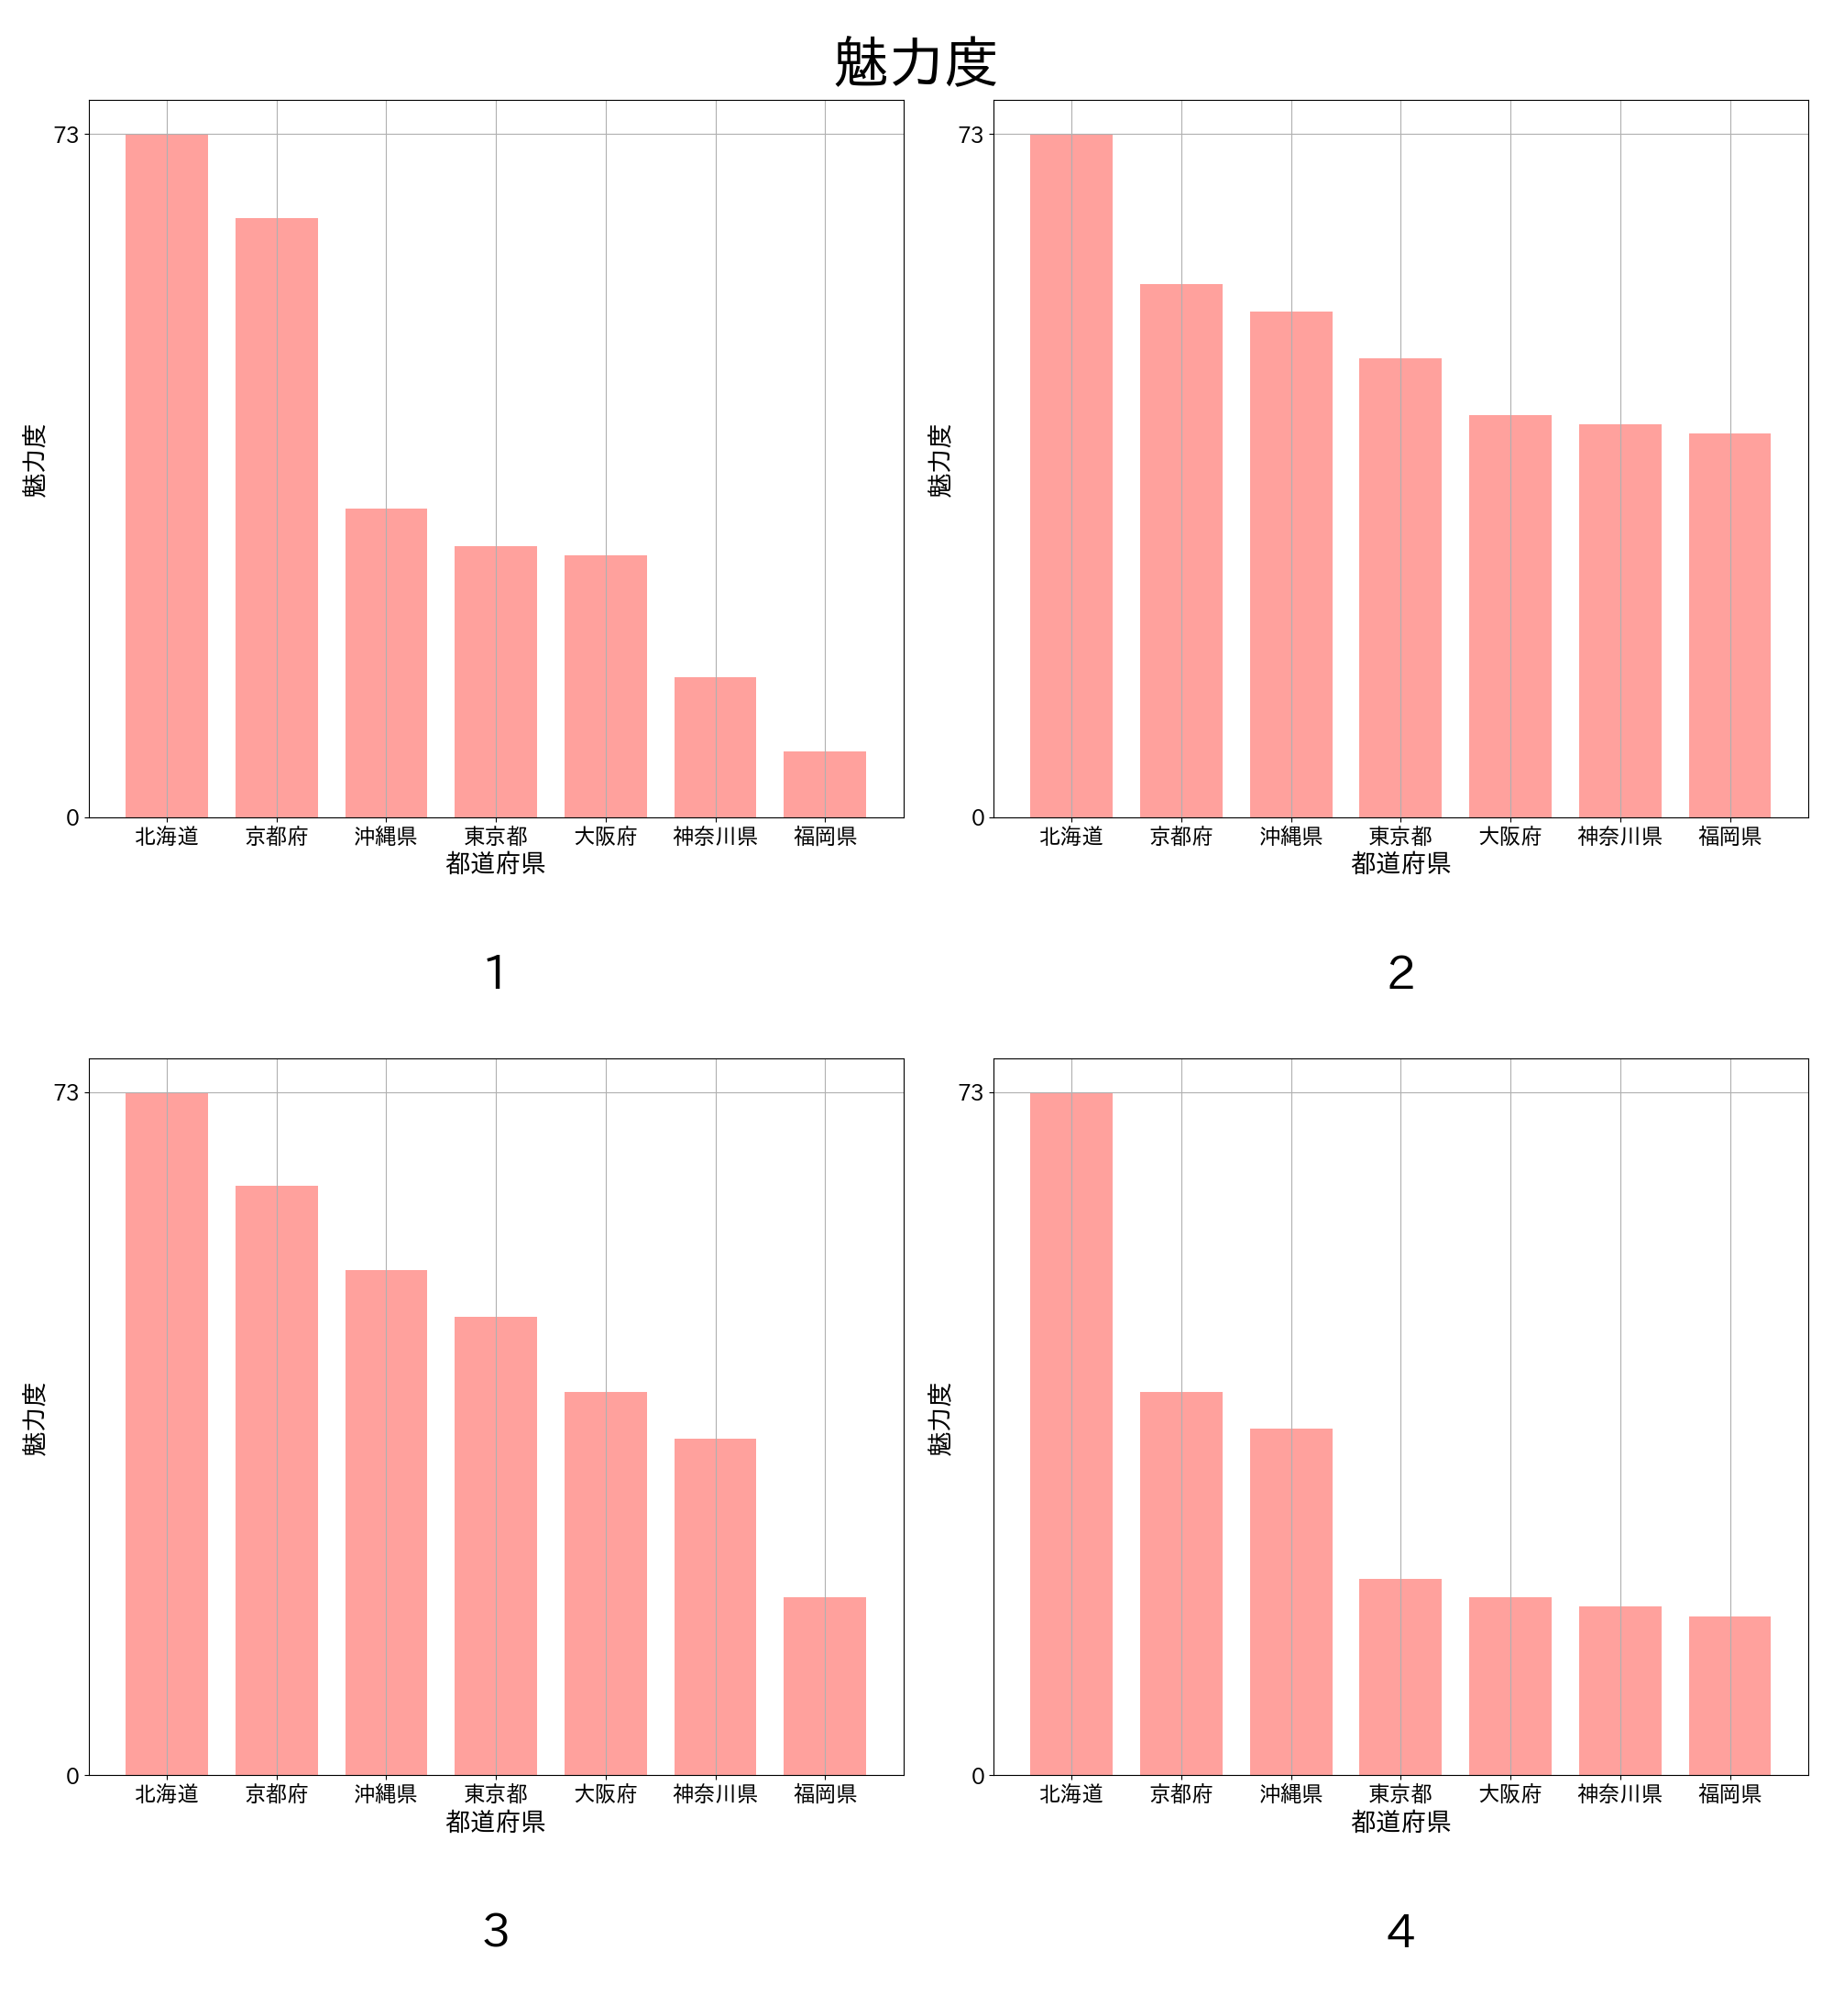 魅力度
73
0
魅力度
北海道 京都府 沖縄県 東京都 大阪府 神奈川県 福岡県
都道府県
1
73
0
魅力度
北海道 京都府 沖縄県 東京都 大阪府 神奈川県 福岡県
都道府県
2
73
0
魅力度
北海道 京都府 沖縄県 東京都 大阪府 神奈川県 福岡県
都道府県
3
73
0
魅力度
北海道 京都府 沖縄県 東京都 大阪府 神奈川県 福岡県
都道府県
4